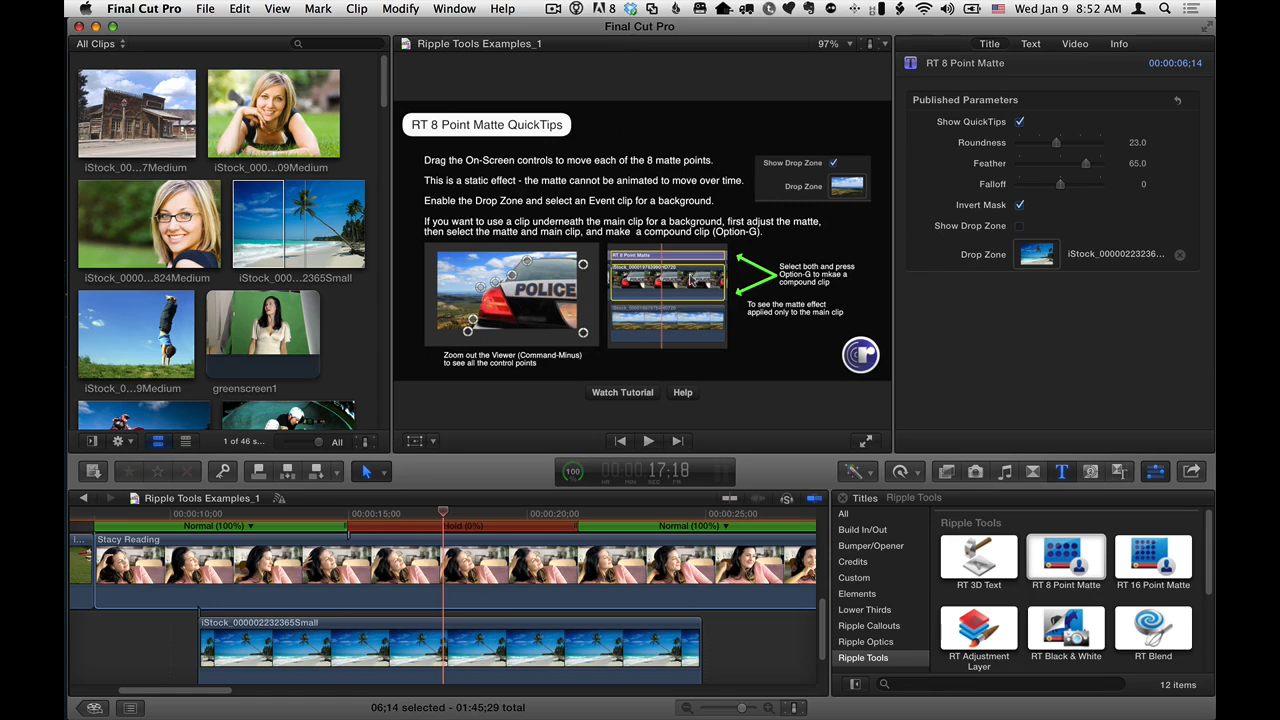 Final Cut Pro File Edit View Mark Clip Modify Window Help
8 Wed Jan 9 8:52 AM
Final Cut Pro
All Clips
Ripple Tools Examples_1
97%
Title Text Video Info
RT 8 Point Matte 00:00:06;14
iStock_000...7Medium
iStock_000...09Medium
iStock_000....824Medium
iStock_000...2365Small
iStock_0...9Medium
greenscreen1
1 of 46 s...
All
RT 8 Point Matte QuickTips
Drag the On-Screen controls to move each of the 8 matte points.
This is a static effect - the matte cannot be animated to move over time.
Enable the Drop Zone and select an Event clip for a background.
If you want to use a clip underneath the main clip for a background, first adjust the matte,
then select the matte and main clip, and make a compound clip (Option-G).
Show Drop Zone
Drop Zone
POLICE
RT 8 Point Matte
Select both and press
Option-G to mkae a
compound clip
To see the matte effect
applied only to the main clip
Zoom out the Viewer (Command-Minus)
to see all the control points
Watch Tutorial Help
Published Parameters
Show QuickTips
Roundness 23.0
Feather 65.0
Falloff 0
Invert Mask
Show Drop Zone
Drop Zone iStock_000002236...
100 17:18
HR MIN SEC FR
Ripple Tools Examples_1
00:00:10;00 00:00:15;00 00:00:20;00 00:00:25;00
Normal (100%) Hold (0%) Normal (100%)
i... Stacy Reading
iStock_000002232365Small
06;14 selected - 01:45;29 total
Titles Ripple Tools
All
Build In/Out
Bumper/Opener
Credits
Custom
Elements
Lower Thirds
Ripple Callouts
Ripple Optics
Ripple Tools
Ripple Tools
RT 3D Text
RT 8 Point Matte
RT 16 Point Matte
RT Adjustment
Layer
RT Black & White
RT Blend
12 items